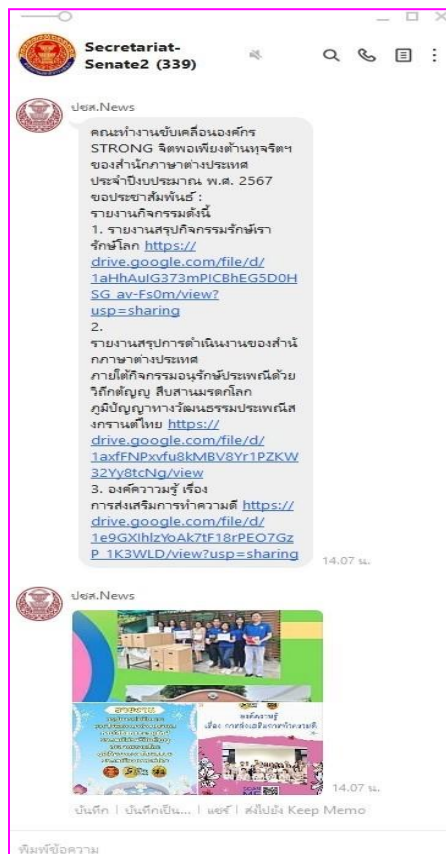 Secretariat-
Senate2 (339)
ปชส.News
คณะทำงานขับเคลื่อนองค์กร
STRONG จิตพอเพียงต้านทุจริตฯ
ของสำนักภาษาต่างประเทศ
ประจำปีงบประมาณ พ.ศ. 2567
ขอประชาสัมพันธ์ :
รายงานกิจกรรมดังนี้
1. รายงานสรุปกิจกรรมรักษ์เรา
รักษ์โลก https://
drive.google.com/file/d/
1aHhAuIG373mPICBhEG5D0H
SG_av-Fs0m/view?
usp=sharing
2.
รายงานสรุปการดำเนินงานของสำนั
กภาษาต่างประเทศ
ภายใต้กิจกรรมอนุรักษ์ประเพณีด้วย
วิถีกตัญญู สืบสานมรดกโลก
ภูมิปัญญาทางวัฒนธรรมประเพณีส
งกรานต์ไทย https://
drive.google.com/file/d/
1axfFNPxvfu8kMBV8Yr1PZKW
32Yy8tcNg/view
3. องค์ควาวมรู้ เรื่อง
การส่งเสริมการทำความดี https://
drive.google.com/file/d/
1e9GXIhlzYoAk7tF18rPEO7Gz
P_1K3WLD/view?usp=sharing
14.07 น.
ปชส.News
รายงาน
องค์ความรู้
เรื่อง การส่งเสริมการทำความดี
14.07 น.
บันทึก | บันทึกเป็น... | แชร์ | ส่งไปยัง Keep Memo
พิมพ์ข้อความ